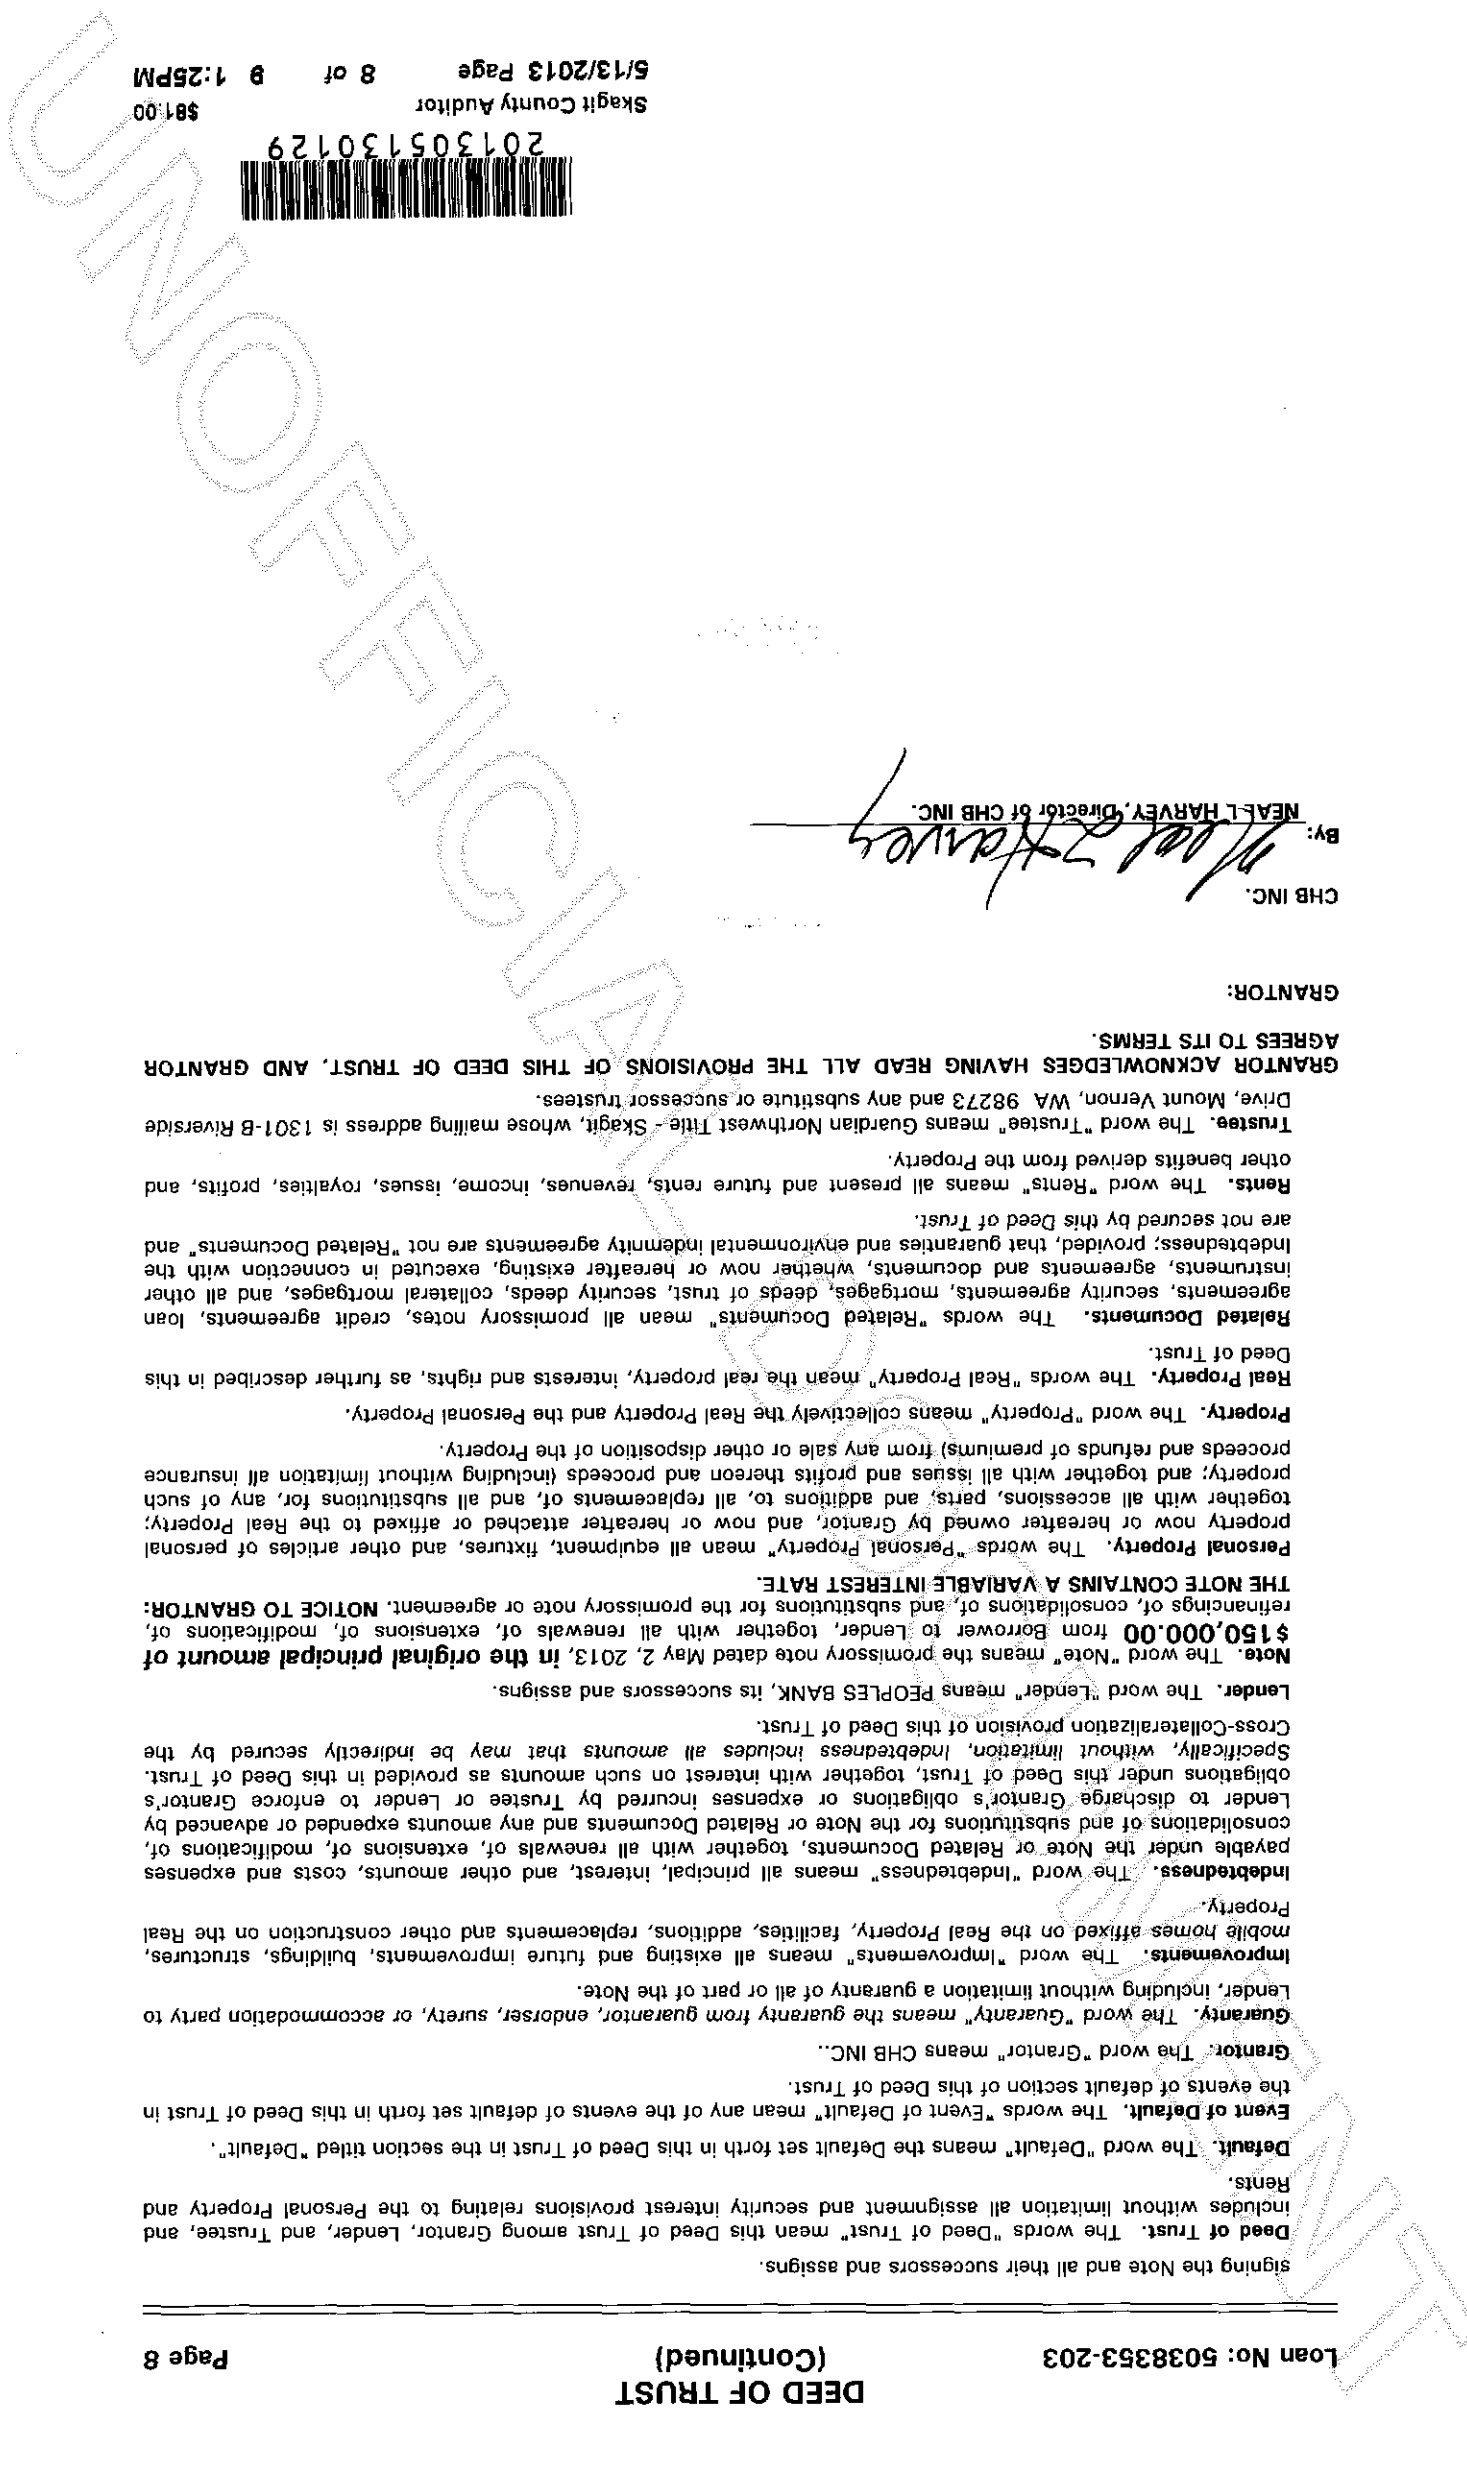 DEED OF TRUST
Loan No: 5038353-203 (Continued) Page 8
signing the Note and all their successors and assigns.
Deed of Trust. The words "Deed of Trust" mean this Deed of Trust among Grantor, Lender, and Trustee, and
includes without limitation all assignment and security interest provisions relating to the Personal Property and
Rents.
Default. The word "Default" means the Default set forth in this Deed of Trust in the section titled "Default".
Event of Default. The words "Event of Default" mean any of the events of default set forth in this Deed of Trust in
the events of default section of this Deed of Trust.
Grantor. The word "Grantor" means CHB INC..
Guaranty. The word "Guaranty" means the guaranty from guarantor, endorser, surety, or accommodation party to
Lender, including without limitation a guaranty of all or part of the Note.
Improvements. The word "Improvements" means all existing and future improvements, buildings, structures,
mobile homes affixed on the Real Property, facilities, additions, replacements and other construction on the Real
Property.
Indebtedness. The word "Indebtedness" means all principal, interest, and other amounts, costs and expenses
payable under the Note or Related Documents, together with all renewals of, extensions of, modifications of,
consolidations of and substitutions for the Note or Related Documents and any amounts expended or advanced by
Lender to discharge Grantor's obligations or expenses incurred by Trustee or Lender to enforce Grantor's
obligations under this Deed of Trust, together with interest on such amounts as provided in this Deed of Trust.
Specifically, without limitation, Indebtedness includes all amounts that may be indirectly secured by the
Cross-Collateralization provision of this Deed of Trust.
Lender. The word "Lender" means PEOPLES BANK, its successors and assigns.
Note. The word "Note" means the promissory note dated May 2, 2013, in the original principal amount of
$150,000.00 from Borrower to Lender, together with all renewals of, extensions of, modifications of,
refinancings of, consolidations of, and substitutions for the promissory note or agreement. NOTICE TO GRANTOR:
THE NOTE CONTAINS A VARIABLE INTEREST RATE.
Personal Property. The words "Personal Property" mean all equipment, fixtures, and other articles of personal
property now or hereafter owned by Grantor, and now or hereafter attached or affixed to the Real Property;
together with all accessions, parts, and additions to, all replacements of, and all substitutions for, any of such
property; and together with all issues and profits thereon and proceeds (including without limitation all insurance
proceeds and refunds of premiums) from any sale or other disposition of the Property.
Property. The word "Property" means collectively the Real Property and the Personal Property.
Real Property. The words "Real Property" mean the real property, interests and rights, as further described in this
Deed of Trust.
Related Documents. The words "Related Documents" mean all promissory notes, credit agreements, loan
agreements, security agreements, mortgages, deeds of trust, security deeds, collateral mortgages, and all other
instruments, agreements and documents, whether now or hereafter existing, executed in connection with the
Indebtedness; provided, that guaranties and environmental indemnity agreements are not "Related Documents" and
are not secured by this Deed of Trust.
Rents. The word "Rents" means all present and future rents, revenues, income, issues, royalties, profits, and
other benefits derived from the Property.
Trustee. The word "Trustee" means Guardian Northwest Title - Skagit, whose mailing address is 1301-B Riverside
Drive, Mount Vernon, WA 98273 and any substitute or successor trustees.
GRANTOR ACKNOWLEDGES HAVING READ ALL THE PROVISIONS OF THIS DEED OF TRUST, AND GRANTOR
AGREES TO ITS TERMS.
GRANTOR:
CHB INC.
By: Neal L Harvey
NEAL L HARVEY, Director of CHB INC.
201305130129
Skagit County Auditor $81.00
5/13/2013 Page 8 of 9 1:25PM
UNOFFICIAL DOCUMENT